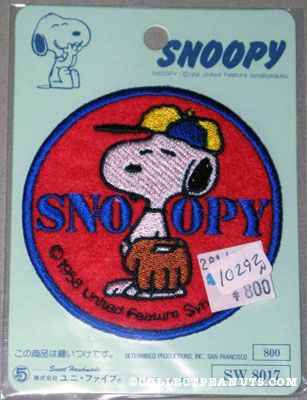 SNOOPY
SNOOPY: ©1958 United Feature Syndicate, Inc.
SNOOPY
©1958 United Feature Syn
10292
¥800
この商品は縫いつけです。
DETERMINED PRODUCTIONS, INC. SAN FRANCISCO
800
Sweet Handmade
5
株式会社 ユニ・ファイブ
SW 8017
©COLLECTPEANUTS.COM